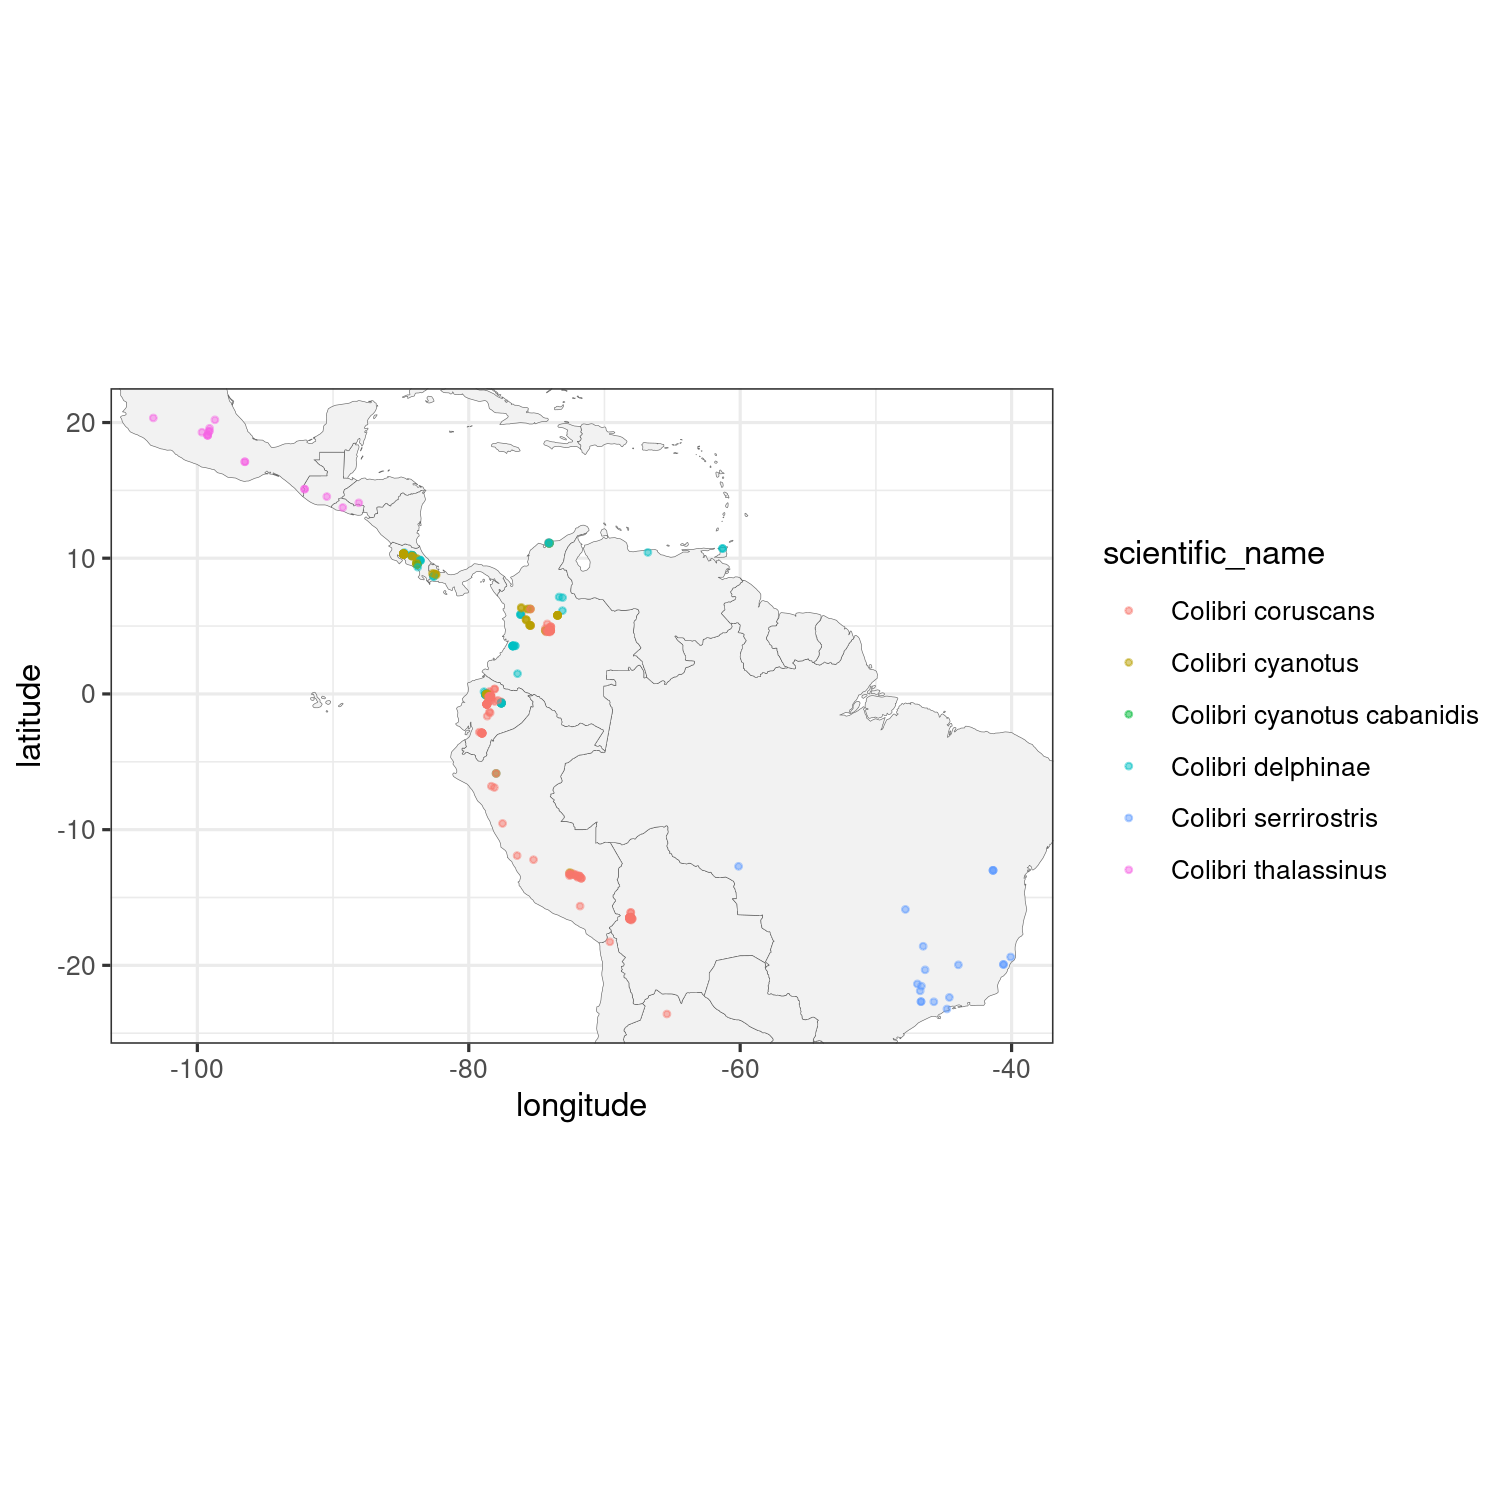 20
10
0
-10
-20
latitude
-100
-80
-60
-40
longitude
scientific_name
Colibri coruscans
Colibri cyanotus
Colibri cyanotus cabanidis
Colibri delphinae
Colibri serrirostris
Colibri thalassinus